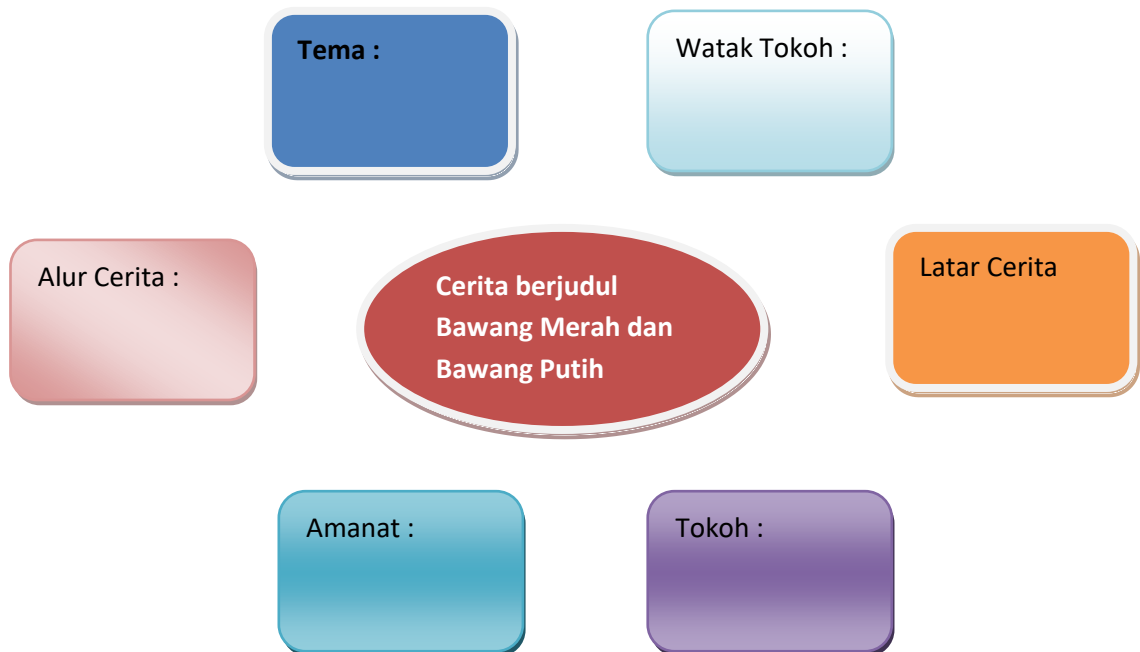 Tema :
Watak Tokoh :
Alur Cerita :
Cerita berjudul
Bawang Merah dan
Bawang Putih
Latar Cerita
Amanat :
Tokoh :